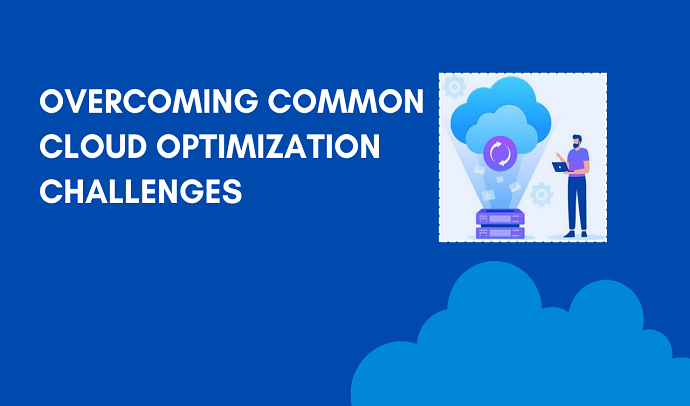 OVERCOMING COMMON
CLOUD OPTIMIZATION
CHALLENGES